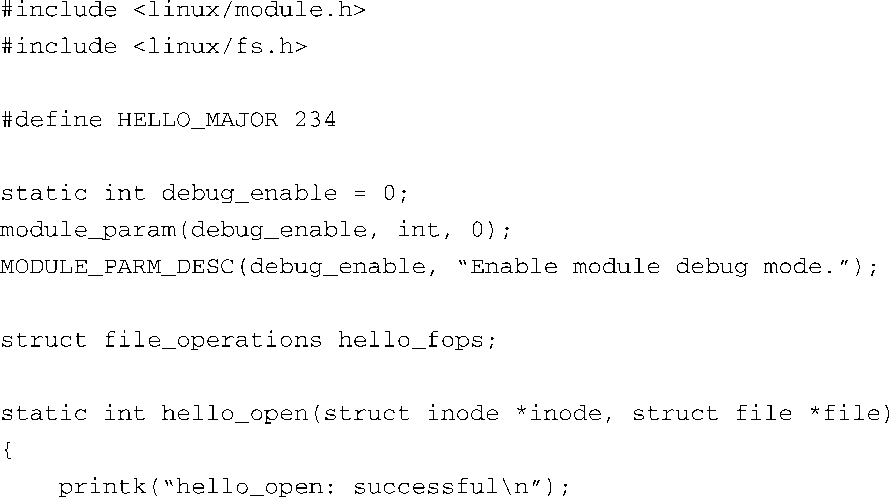 #include <linux/module.h>
#include <linux/fs.h>
#define HELLO_MAJOR 234
static int debug_enable = 0;
module_param(debug_enable, int, 0);
MODULE_PARM_DESC(debug_enable, “Enable module debug mode.”);
struct file_operations hello_fops;
static int hello_open(struct inode *inode, struct file *file)
{
    printk(“hello_open: successful\n”);